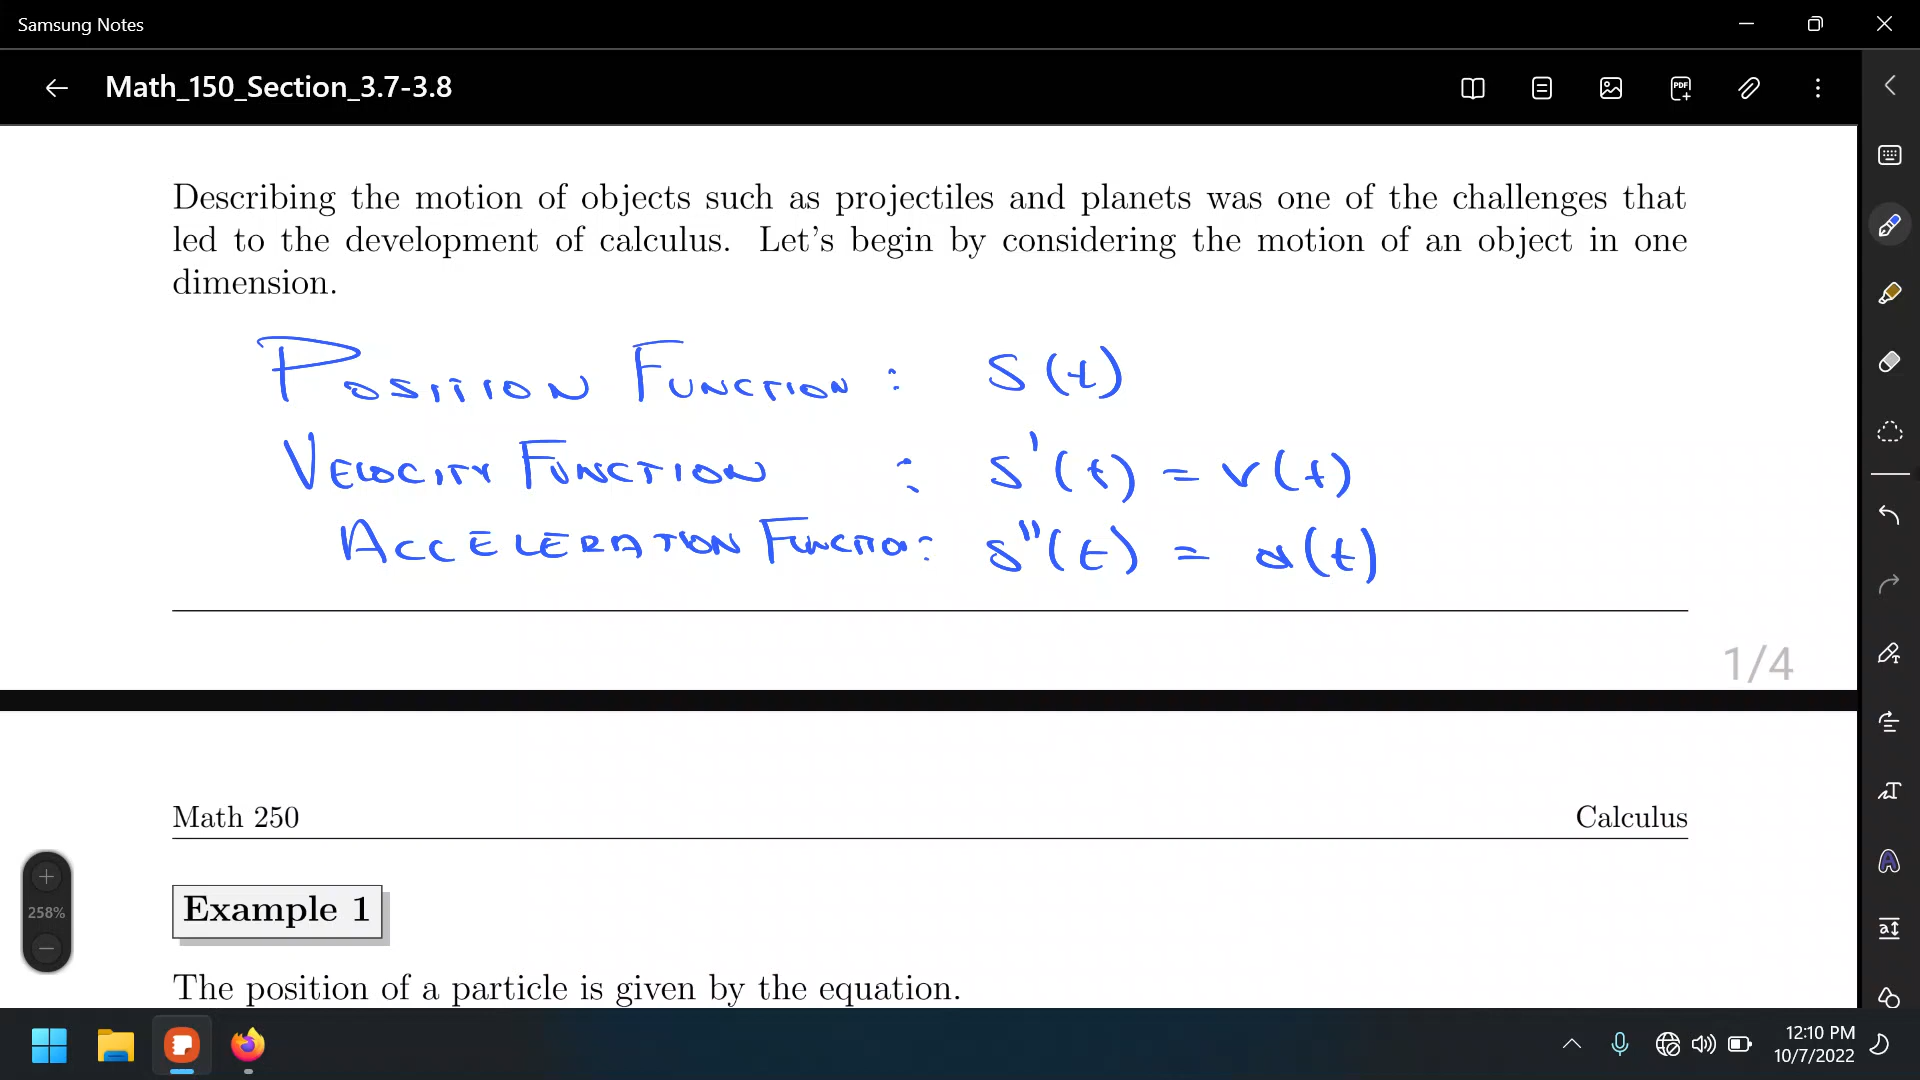 Samsung Notes
Math_150_Section_3.7-3.8
PDF
Describing the motion of objects such as projectiles and planets was one of the challenges that
led to the development of calculus. Let's begin by considering the motion of an object in one
dimension.
POSITION FUNCTION : S(t)
VELOCITY FUNCTION : S'(t) = v(t)
ACCELERATION FUNCTIO: S"(t) = a(t)
1/4
Math 250 Calculus
Example 1
258%
The position of a particle is given by the equation.
12:10 PM
10/7/2022